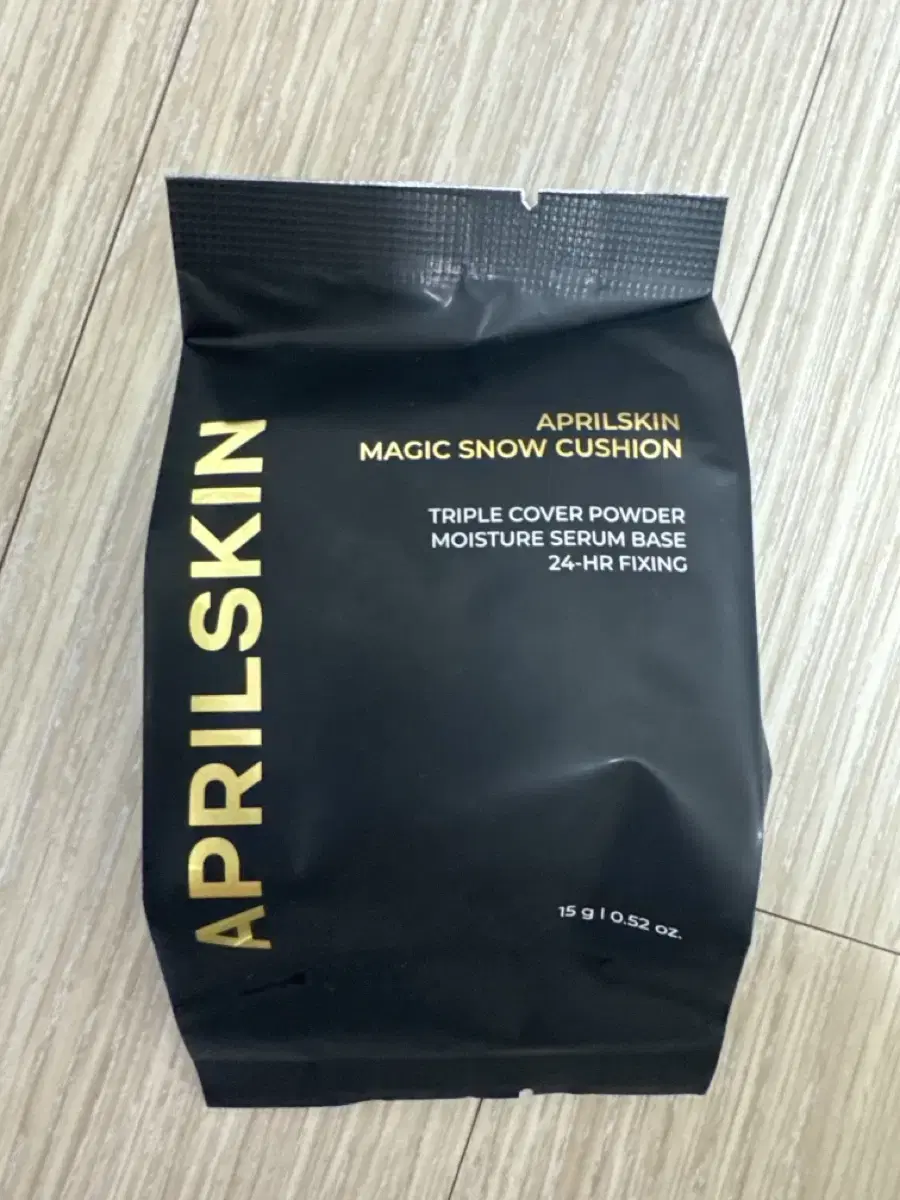 APRILSKIN
APRILSKIN
MAGIC SNOW CUSHION
TRIPLE COVER POWDER
MOISTURE SERUM BASE
24-HR FIXING
15 g | 0.52 oz.